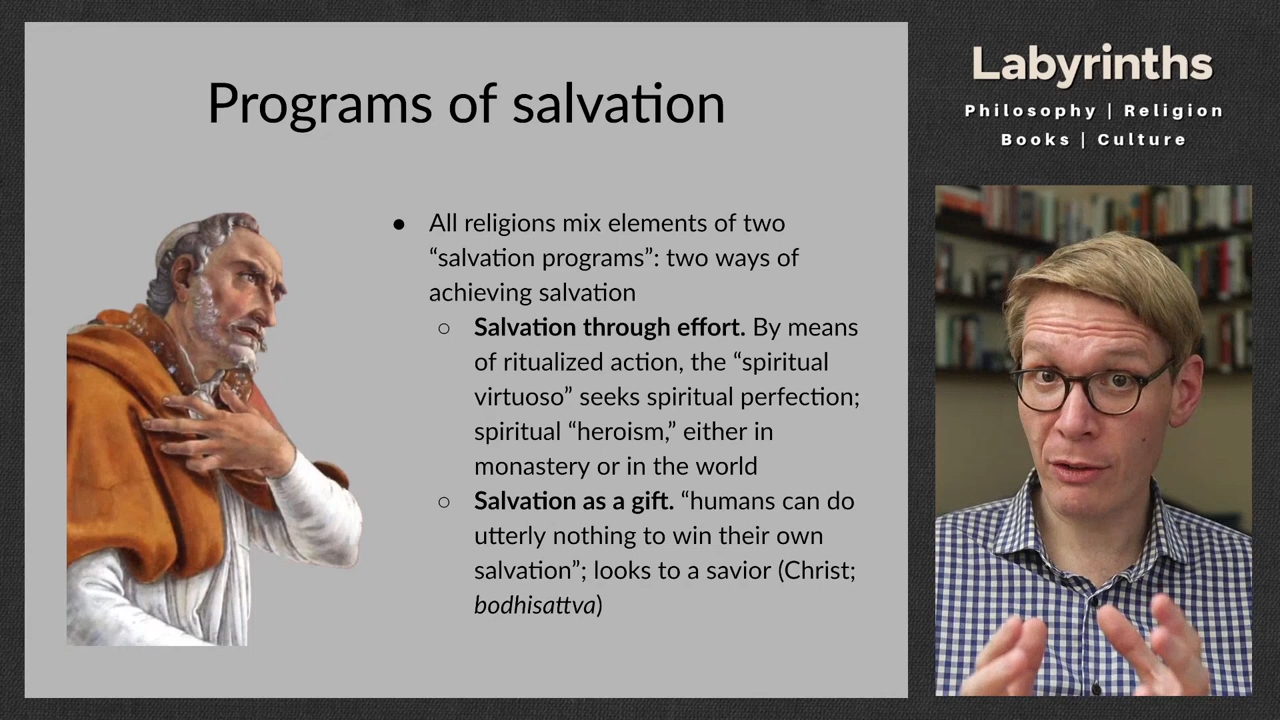 Programs of salvation
● All religions mix elements of two
“salvation programs”: two ways of
achieving salvation
○ Salvation through effort. By means
of ritualized action, the “spiritual
virtuoso” seeks spiritual perfection;
spiritual “heroism,” either in
monastery or in the world
○ Salvation as a gift. “humans can do
utterly nothing to win their own
salvation”; looks to a savior (Christ;
bodhisattva)
Labyrinths
Philosophy | Religion
Books | Culture